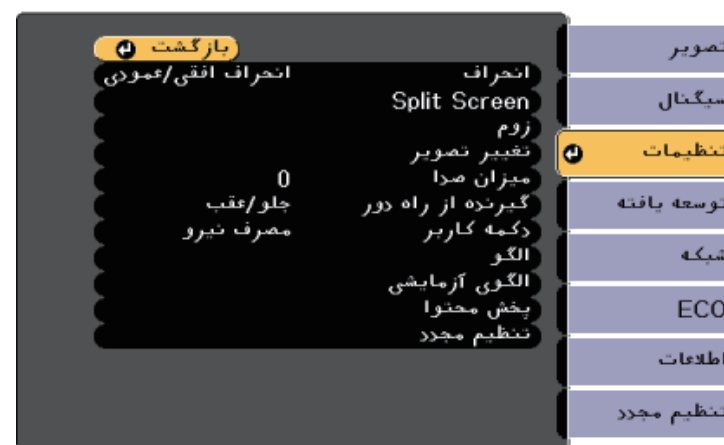 بازگشت
انحراف انحراف افقی/عمودی
Split Screen
زوم
تغییر تصویر
میزان صدا 0
گیرنده از راه دور جلو/عقب
دکمه کاربر مصرف نیرو
الگو
الگوی آزمایشی
پخش محتوا
تنظیم مجدد
تصویر
سیگنال
تنظیمات
توسعه یافته
شبکه
ECO
اطلاعات
تنظیم مجدد